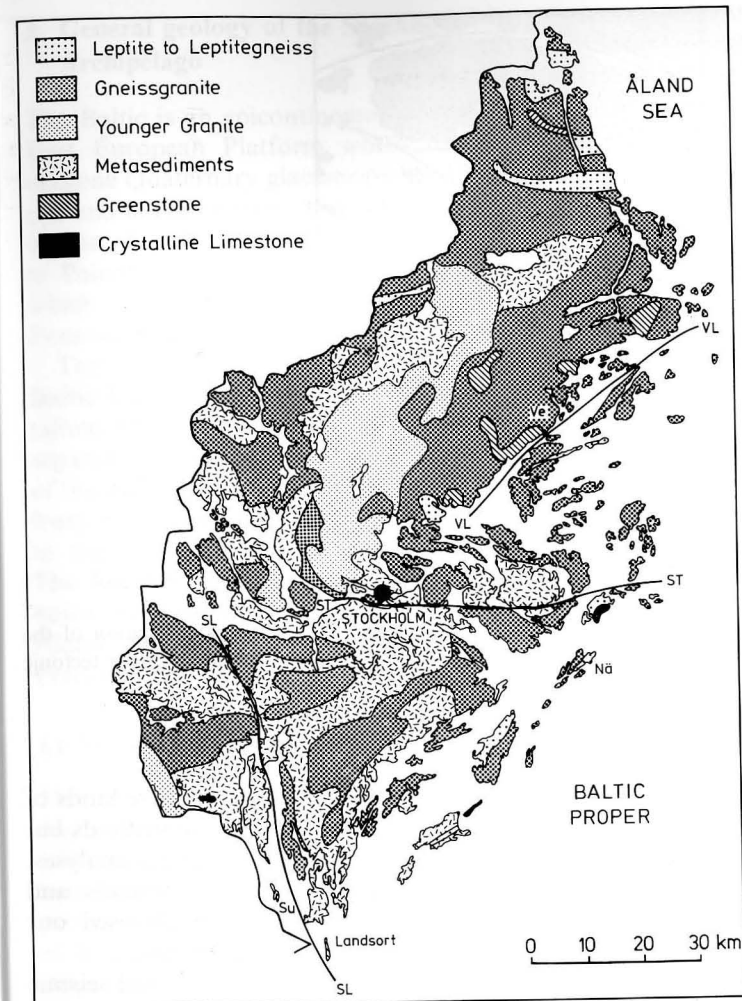 Leptite to Leptitegneiss
Gneissgranite
Younger Granite
Metasediments
Greenstone
Crystalline Limestone
ÅLAND
SEA
VL
Ve
VL
ST
ST
STOCKHOLM
SL
Nä
BALTIC
PROPER
Su
Landsort
0 10 20 30 km
SL